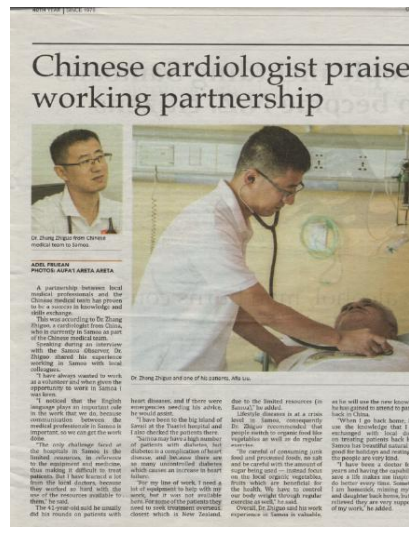 SINCE 1979
Chinese cardiologist praise
working partnership
Dr. Zhang Zhiguo from Chinese
medical team to Samoa.
ADEL FRUEAN
PHOTOS: AUFA'I ARETA ARETA
A partnership between local
medical professionals and the
Chinese medical team has proven
to be a success in knowledge and
skills exchange.
This was according to Dr. Zhang
Zhiguo, a cardiologist from China,
who is currently in Samoa as part
of the Chinese medical team.
Speaking during an interview
with the Samoa Observer, Dr.
Zhiguo shared his experience
working in Samoa with local
colleagues.
"I have always wanted to work
as a volunteer and when given the
opportunity to work in Samoa I
was keen.
"I noticed that the English
language plays an important role
in the work that we do, because
communication between the
medical professionals in Samoa is
important, so we can get the work
done.
"The only challenge faced at
the hospitals in Samoa is the
limited resources, in reference
to the equipment and medicine,
thus making it difficult to treat
patients. But I have learned a lot
from the local doctors, because
they worked so hard with the
use of the resources available to
them," he said.
The 41-year-old said he usually
did ten rounds on patients with
Dr. Zhang Zhiguo and one of his patients, Afia Liu.
heart diseases, and if there were
emergencies needing his advice,
he would assist.
"I have been to the big island of
Savaii at the Tuasivi hospital and
I also checked the patients there.
"Samoa may have a high number
of patients with diabetes, but
diabetes is a complication of heart
disease, and because there are
so many uncontrolled diabetes
which causes an increase in heart
failure.
"For my line of work, I need a
lot of equipment to help with my
work, but it was not available
here. For some of the patients they
need to seek treatment overseas,
closest which is New Zealand,
due to the limited resources (in
Samoa)," he added.
Lifestyle diseases is at a crisis
level in Samoa, consequently
Dr. Zhiguo recommended that
people switch to organic food like
vegetables as well as do regular
exercise.
"Be careful of consuming junk
food and processed foods, be salt
and be careful with the amount of
sugar being used — instead focus
on the local organic vegetables,
fruits which are beneficial for
the health. We have to control
our body weight through regular
exercise as well," he said.
Overall, Dr. Zhiguo said his work
experience in Samoa is valuable,
as he will use the new know
he has gained to attend to pa
back in China.
"When I go back home, I
use the knowledge that I
exchanged with local do
on treating patients back h
Samoa has beautiful natural
good for holidays and resting
the people are very kind.
"I have been a doctor f
years and having the capabil
save a life makes me inspir
do better every time. Somet
I am homesick missing my
and daughter back home, but
relieved they are very supp
of my work," he added.